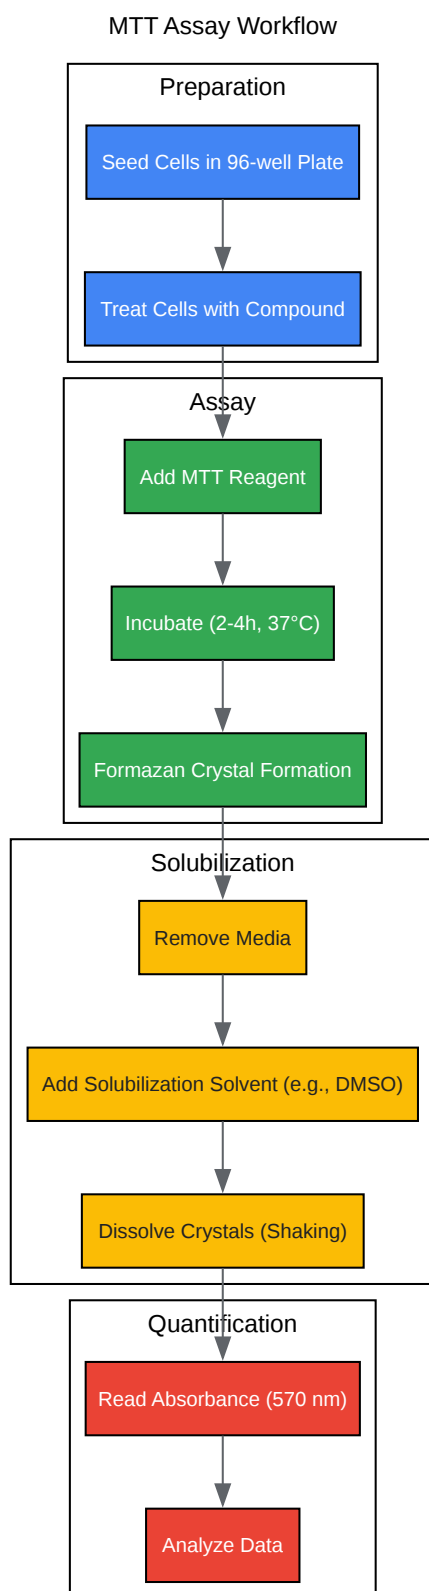 MTT Assay Workflow
Preparation
Seed Cells in 96-well Plate
Treat Cells with Compound
Assay
Add MTT Reagent
Incubate (2-4h, 37°C)
Formazan Crystal Formation
Solubilization
Remove Media
Add Solubilization Solvent (e.g., DMSO)
Dissolve Crystals (Shaking)
Quantification
Read Absorbance (570 nm)
Analyze Data